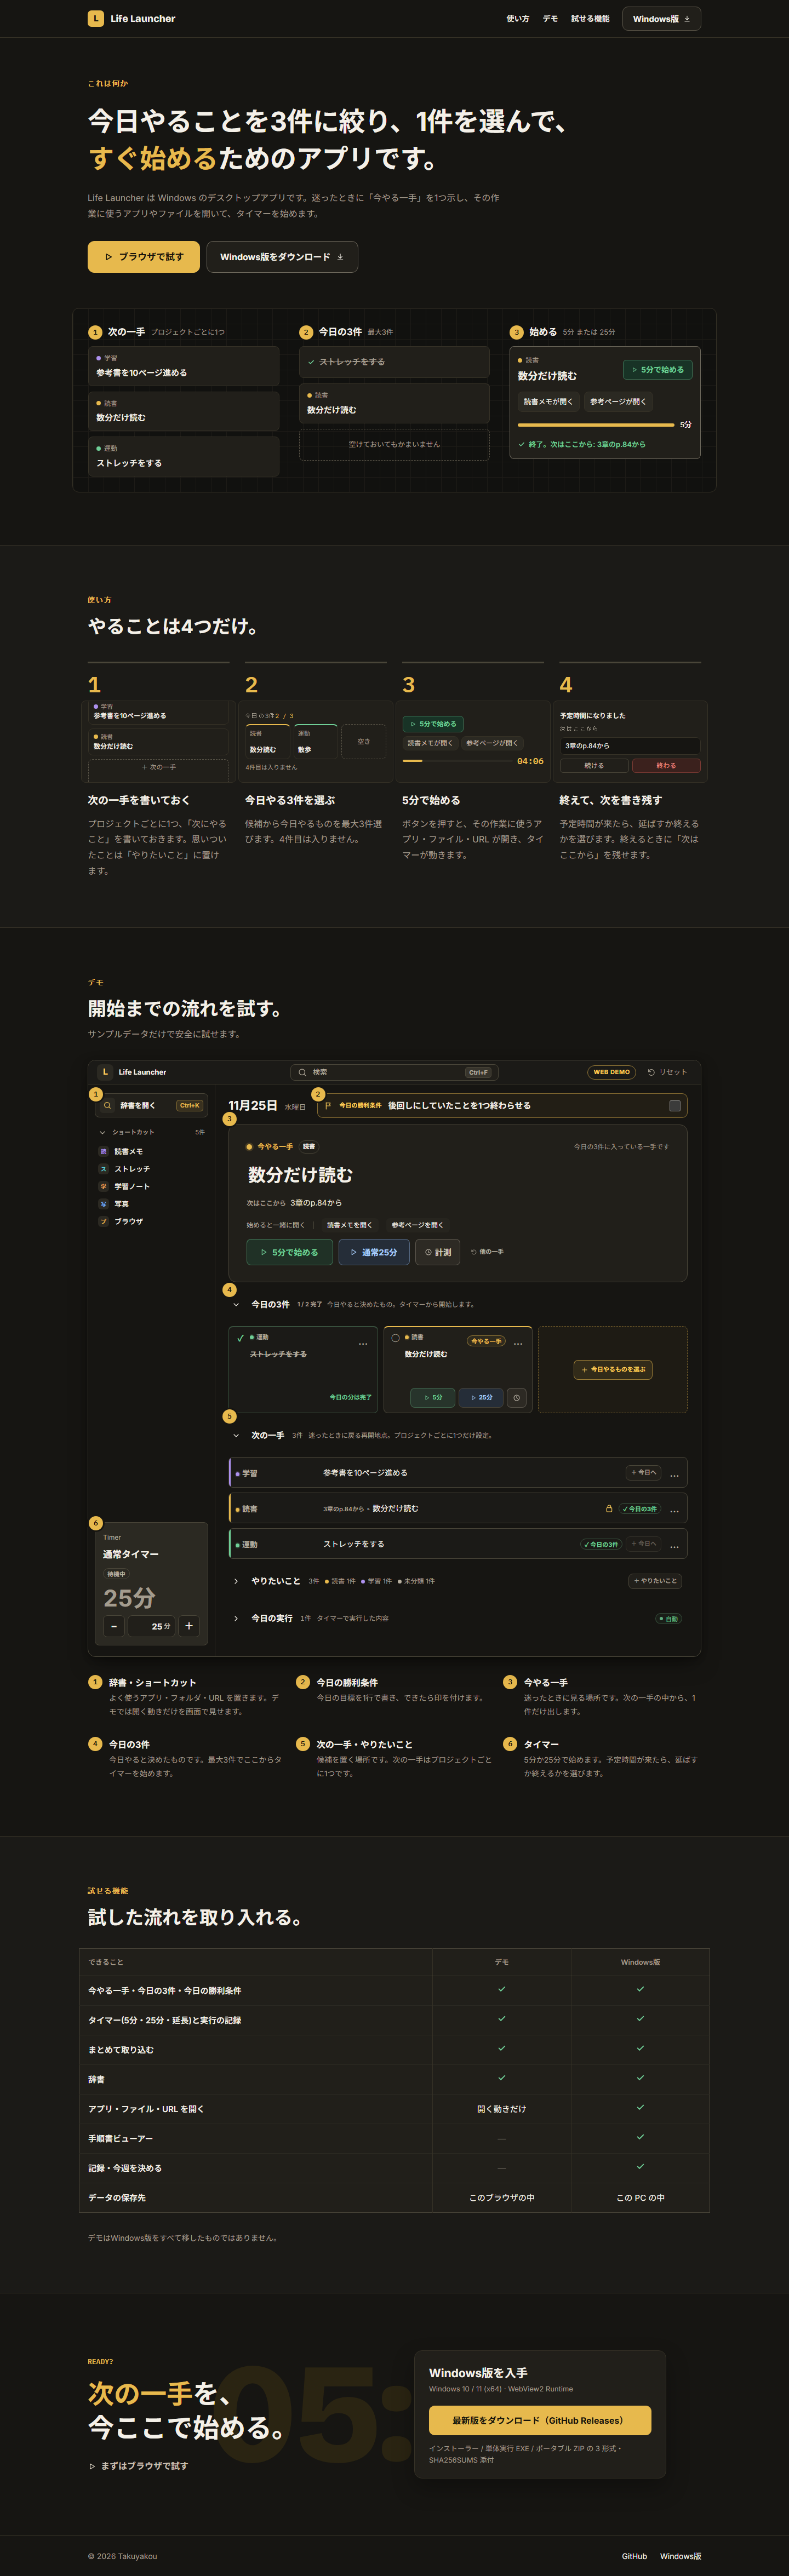 L Life Launcher 使い方 デモ 試せる機能 Windows版
これは何か
今日やることを3件に絞り、1件を選んで、
すぐ始めるためのアプリです。
Life Launcher は Windows のデスクトップアプリです。迷ったときに「今やる一手」を1つ示し、その作
業に使うアプリやファイルを開いて、タイマーを始めます。
ブラウザで試す Windows版をダウンロード
1 次の一手 プロジェクトごとに1つ
学習
参考書を10ページ進める
読書
数分だけ読む
運動
ストレッチをする
2 今日の3件 最大3件
ストレッチをする
読書
数分だけ読む
空けておいてもかまいません
3 始める 5分 または 25分
読書
数分だけ読む
5分で始める
読書メモが開く 参考ページが開く
5分
終了。次はここから: 3章のp.84から
使い方
やることは4つだけ。
1
学習
参考書を10ページ進める
読書
数分だけ読む
+ 次の一手
次の一手を書いておく
プロジェクトごとに1つ、「次にやる
こと」を書いておきます。思いつい
たことは「やりたいこと」に置け
ます。
2
今日の3件 2 / 3
読書
数分読む
運動
散歩
空き
4件目は入りません
今日やる3件を選ぶ
候補から今日やるものを最大3件選
びます。4件目は入りません。
3
5分で始める
読書メモが開く 参考ページが開く
04:06
5分で始める
ボタンを押すと、その作業に使うア
プリ・ファイル・URL が開き、タイ
マーが動きます。
4
予定時間になりました
次はここから
3章のp.84から
続ける 終わる
終えて、次を書き残す
予定時間が来たら、延ばすか終える
かを選びます。終えるときに「次は
ここから」を残せます。
デモ
開始までの流れを試す。
サンプルデータだけで安全に試せます。
L Life Launcher 検索 Ctrl+F WEB DEMO リセット
1
辞書を開く Ctrl+K
ショートカット 5件
読 読書メモ
ス ストレッチ
学 学習ノート
写 写真
ブ ブラウザ
6
Timer
通常タイマー
待機中
25分
- 25 分 +
11月25日 水曜日
2
今日の勝利条件 後回しにしていたことを1つ終わらせる
3
今やる一手 読書 今日の3件に入っている一手です
数分だけ読む
次はここから 3章のp.84から
始めると一緒に開く 読書メモを開く 参考ページを開く
5分で始める 通常25分 計測 他の一手
4
今日の3件 1 / 2 完了 今日やると決めたもの。タイマーから開始します。
運動 ...
ストレッチをする
今日の分は完了
読書 今やる一手 ...
数分だけ読む
5分 25分
+ 今日やるものを選ぶ
5
次の一手 3件 迷ったときに戻る再開地点。プロジェクトごとに1つだけ設定。
学習 参考書を10ページ進める + 今日へ ...
読書 3章のp.84から • 数分だけ読む ✓今日の3件 ...
運動 ストレッチをする ✓今日の3件 + 今日へ ...
やりたいこと 3件 読書 1件 学習 1件 未分類 1件 + やりたいこと
今日の実行 1件 タイマーで実行した内容 自動
1 辞書・ショートカット
よく使うアプリ・フォルダ・URL を置きます。デ
モでは開く動きだけを画面で見せます。
2 今日の勝利条件
今日の目標を1行で書き、できたら印を付けます。
3 今やる一手
迷ったときに見る場所です。次の一手の中から、1
件だけ出します。
4 今日の3件
今日やると決めたものです。最大3件でここからタ
イマーを始めます。
5 次の一手・やりたいこと
候補を置く場所です。次の一手はプロジェクトごと
に1つです。
6 タイマー
5分か25分で始めます。予定時間が来たら、延ばす
か終えるかを選びます。
試せる機能
試した流れを取り入れる。
できること デモ Windows版
今やる一手・今日の3件・今日の勝利条件 ✓ ✓
タイマー(5分・25分・延長)と実行の記録 ✓ ✓
まとめて取り込む ✓ ✓
辞書 ✓ ✓
アプリ・ファイル・URL を開く 開く動きだけ ✓
手順書ビューアー — ✓
記録・今週を決める — ✓
データの保存先 このブラウザの中 この PC の中
デモはWindows版をすべて移したものではありません。
05:
READY?
次の一手を、
今ここで始める。
まずはブラウザで試す
Windows版を入手
Windows 10 / 11 (x64) · WebView2 Runtime
最新版をダウンロード（GitHub Releases）
インストーラー / 単体実行 EXE / ポータブル ZIP の 3 形式・
SHA256SUMS 添付
© 2026 Takuyakou GitHub Windows版